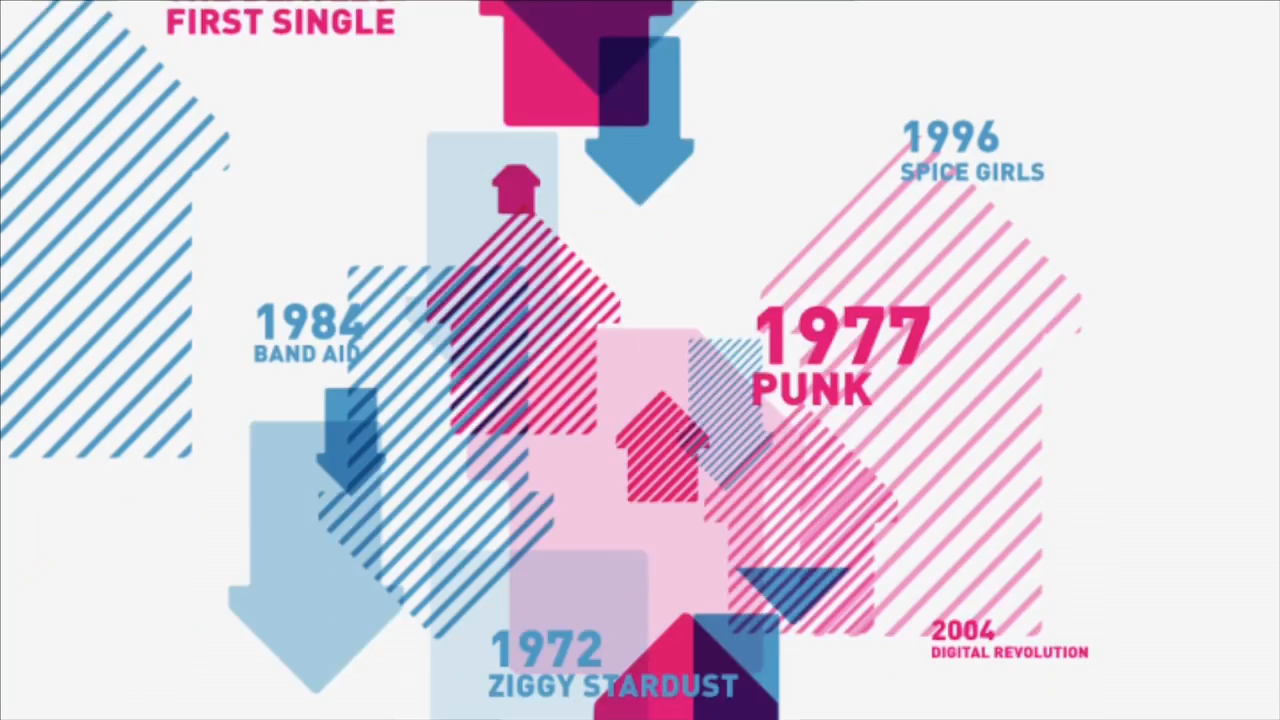 FIRST SINGLE
1996
SPICE GIRLS
1984
BAND AID
1977
PUNK
2004
DIGITAL REVOLUTION
1972
ZIGGY STARDUST